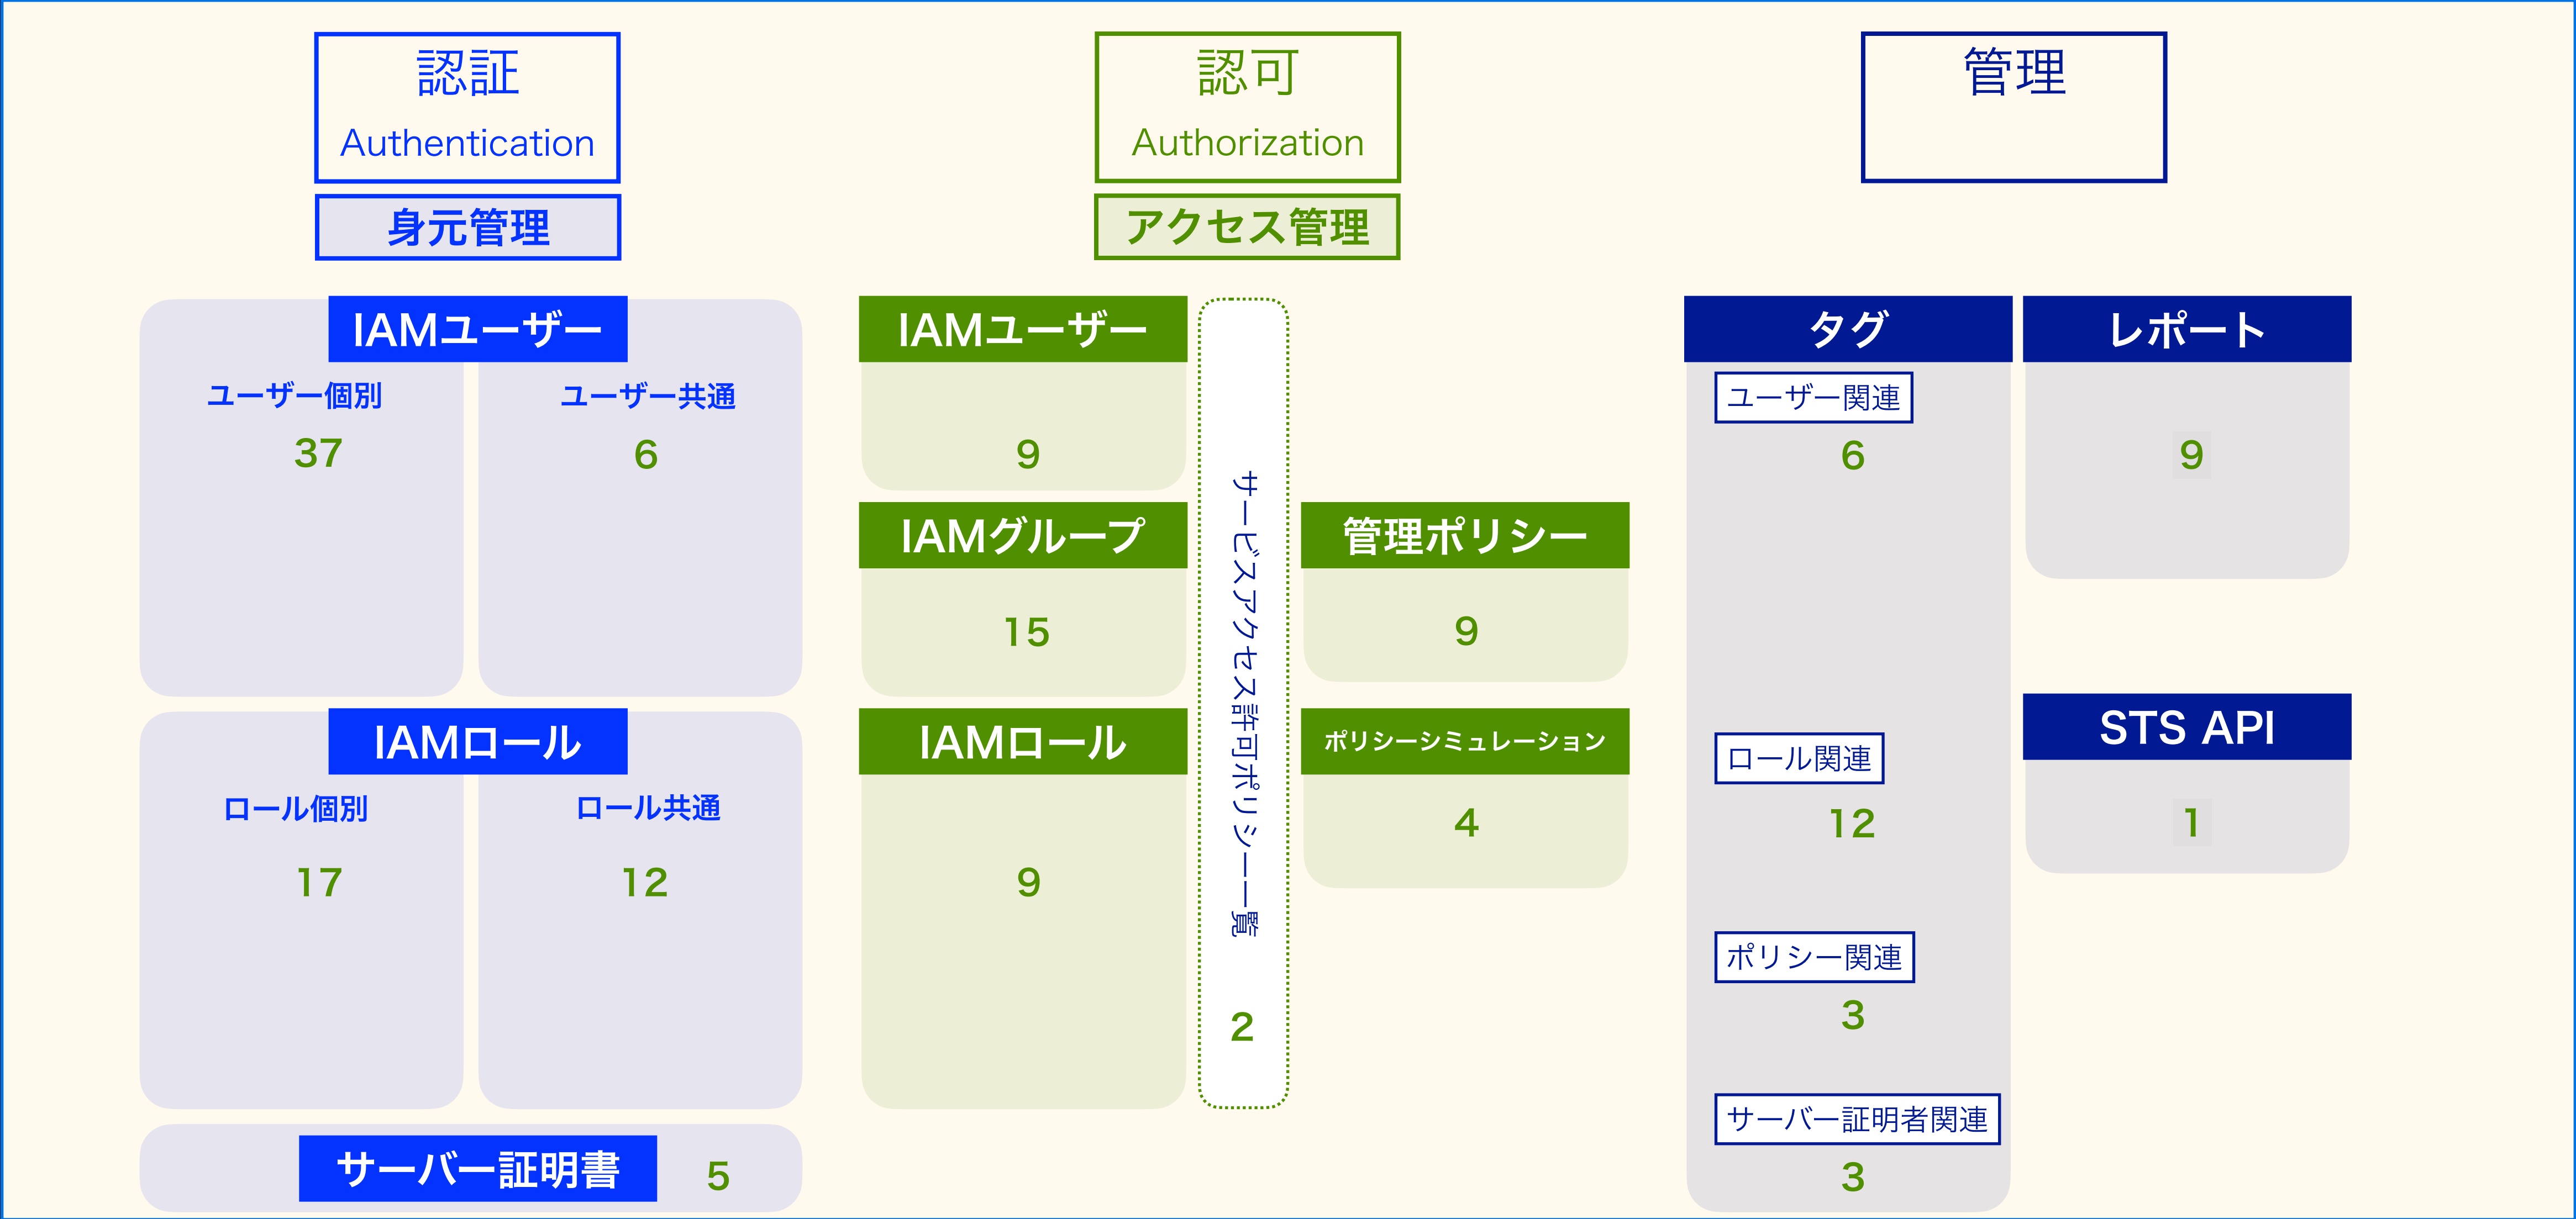 認証
Authentication
身元管理
IAMユーザー
ユーザー個別
37
ユーザー共通
6
IAMロール
ロール個別
17
ロール共通
12
サーバー証明書
5
認可
Authorization
アクセス管理
IAMユーザー
9
IAMグループ
15
IAMロール
9
サービスアクセス許可ポリシー一覧
2
管理ポリシー
9
ポリシーシミュレーション
4
管理
タグ
ユーザー関連
6
ロール関連
12
ポリシー関連
3
サーバー証明者関連
3
レポート
9
STS API
1